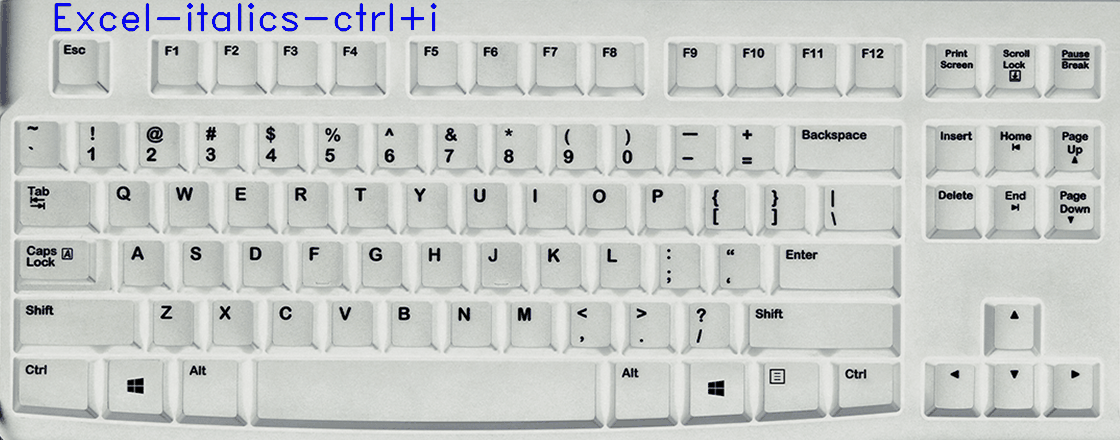 Excel-italics-ctrl+i
Esc F1 F2 F3 F4 F5 F6 F7 F8 F9 F10 F11 F12 Print Screen Scroll Lock Pause Break
~ ! @ # $ % ^ & * ( ) — + Backspace Insert Home Page Up
` 1 2 3 4 5 6 7 8 9 0 - =
Tab Q W E R T Y U I O P { } | Delete End Page Down
[ ] \
Caps Lock A A S D F G H J K L : “ Enter
; ‘
Shift Z X C V B N M < > ? Shift
, . /
Ctrl Alt Alt Ctrl